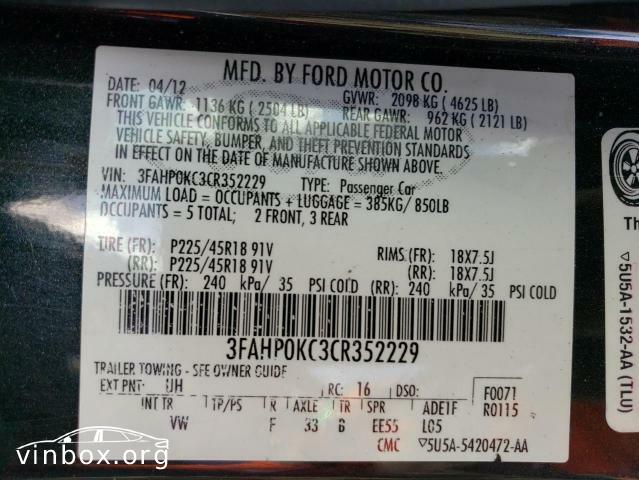 MFD. BY FORD MOTOR CO.
DATE: 04/12 GVWR: 2098 KG ( 4625 LB)
FRONT GAWR: 1136 KG ( 2504 LB) REAR GAWR: 962 KG ( 2121 LB)
THIS VEHICLE CONFORMS TO ALL APPLICABLE FEDERAL MOTOR
VEHICLE SAFETY, BUMPER, AND THEFT PREVENTION STANDARDS
IN EFFECT ON THE DATE OF MANUFACTURE SHOWN ABOVE.
VIN: 3FAHP0KC3CR352229 TYPE: Passenger Car
MAXIMUM LOAD = OCCUPANTS + LUGGAGE = 385KG/ 850LB
OCCUPANTS = 5 TOTAL; 2 FRONT, 3 REAR
TIRE (FR): P225/45R18 91V RIMS (FR): 18X7.5J
(RR): P225/45R18 91V (RR): 18X7.5J
PRESSURE (FR): 240 kPa/ 35 PSI COLD (RR): 240 kPa/ 35 PSI COLD
3FAHP0KC3CR352229
TRAILER TOWING - SEE OWNER GUIDE
EXT PNT: UH RC: 16 DSO: F0071
R0115
INT TR TP/PS R AXLE TR SPR
VW F 33 B EE55
CMC 5U5A-5420472-AA
5U5A-1532-AA (TLU)
Th
vinbox.org